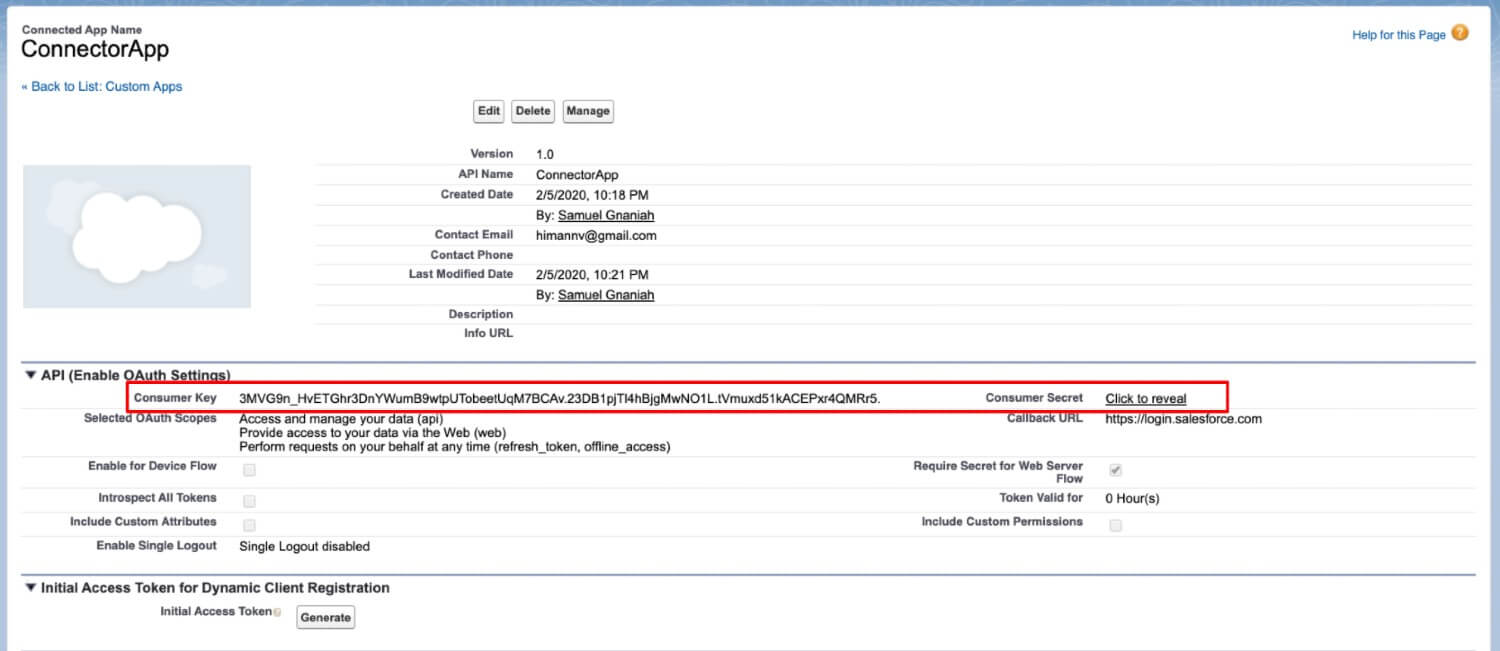 Connected App Name
ConnectorApp
Help for this Page ?
« Back to List: Custom Apps
Edit Delete Manage
Version 1.0
API Name ConnectorApp
Created Date 2/5/2020, 10:18 PM
By: Samuel Gnaniah
Contact Email himannv@gmail.com
Contact Phone
Last Modified Date 2/5/2020, 10:21 PM
By: Samuel Gnaniah
Description
Info URL
API (Enable OAuth Settings)
Consumer Key 3MVG9n_HvETGhr3DnYWumB9wtpUTobeetUqM7BCAv.23DB1pjTl4hBjgMwNO1L.tVmuxd51kACEPxr4QMRr5. Consumer Secret Click to reveal
Selected OAuth Scopes Access and manage your data (api) Callback URL https://login.salesforce.com
Provide access to your data via the Web (web)
Perform requests on your behalf at any time (refresh_token, offline_access)
Enable for Device Flow Require Secret for Web Server
Flow
Introspect All Tokens Token Valid for 0 Hour(s)
Include Custom Attributes Include Custom Permissions
Enable Single Logout Single Logout disabled
Initial Access Token for Dynamic Client Registration
Initial Access Token Generate